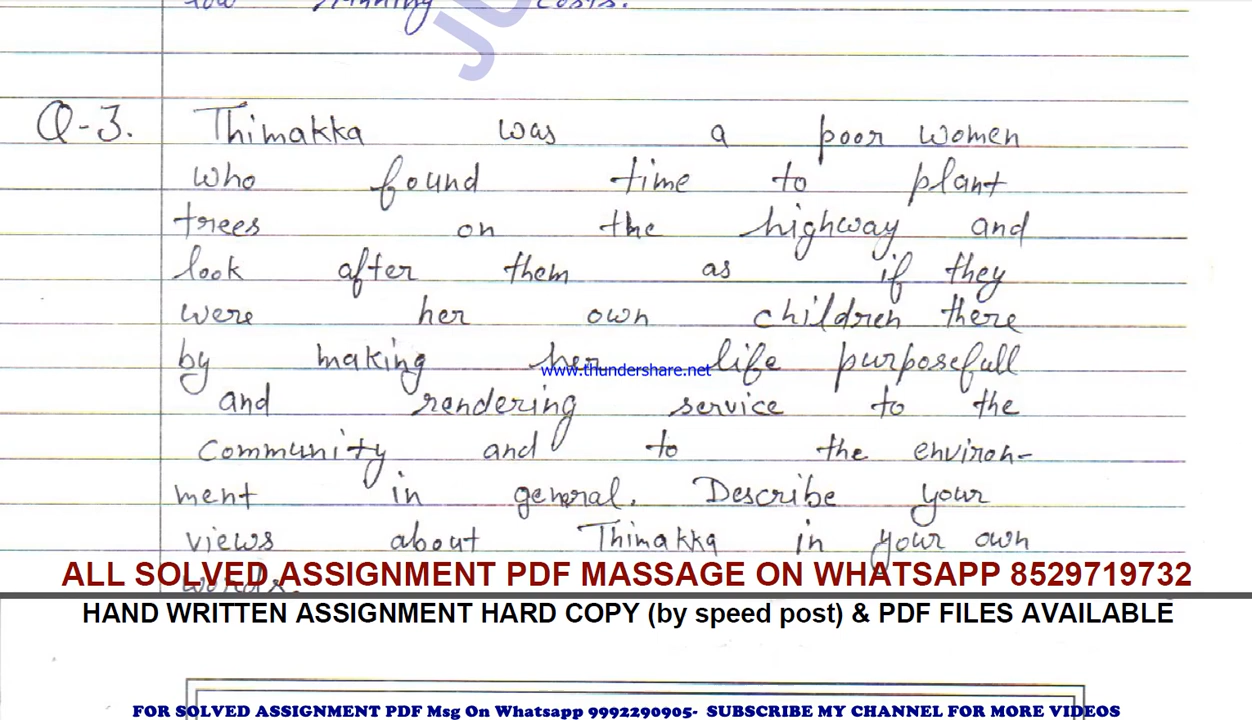 low running costs.
JU
Q-3. Thimakka was a poor women
who found time to plant
trees on the highway and
look after them as if they
were her own children there
by making her life purposefull
www.thundershare.net
and rendering service to the
community and to the environ-
ment in general. Describe your
views about Thimakka in your own
words.
ALL SOLVED ASSIGNMENT PDF MASSAGE ON WHATSAPP 8529719732
HAND WRITTEN ASSIGNMENT HARD COPY (by speed post) & PDF FILES AVAILABLE
FOR SOLVED ASSIGNMENT PDF Msg On Whatsapp 9992290905- SUBSCRIBE MY CHANNEL FOR MORE VIDEOS